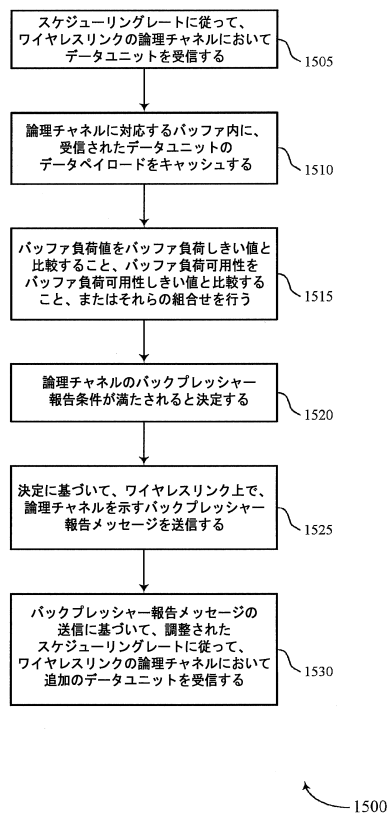 スケジューリングレートに従って、
ワイヤレスリンクの論理チャネルにおいて
データユニットを受信する
1505
論理チャネルに対応するバッファ内に、
受信されたデータユニットの
データペイロードをキャッシュする
1510
バッファ負荷値をバッファ負荷しきい値と
比較すること、バッファ負荷可用性を
バッファ負荷可用性しきい値と比較する
こと、またはそれらの組合せを行う
1515
論理チャネルのバックプレッシャー
報告条件が満たされると決定する
1520
決定に基づいて、ワイヤレスリンク上で、
論理チャネルを示すバックプレッシャー
報告メッセージを送信する
1525
バックプレッシャー報告メッセージの
送信に基づいて、調整された
スケジューリングレートに従って、
ワイヤレスリンクの論理チャネルにおいて
追加のデータユニットを受信する
1530
1500